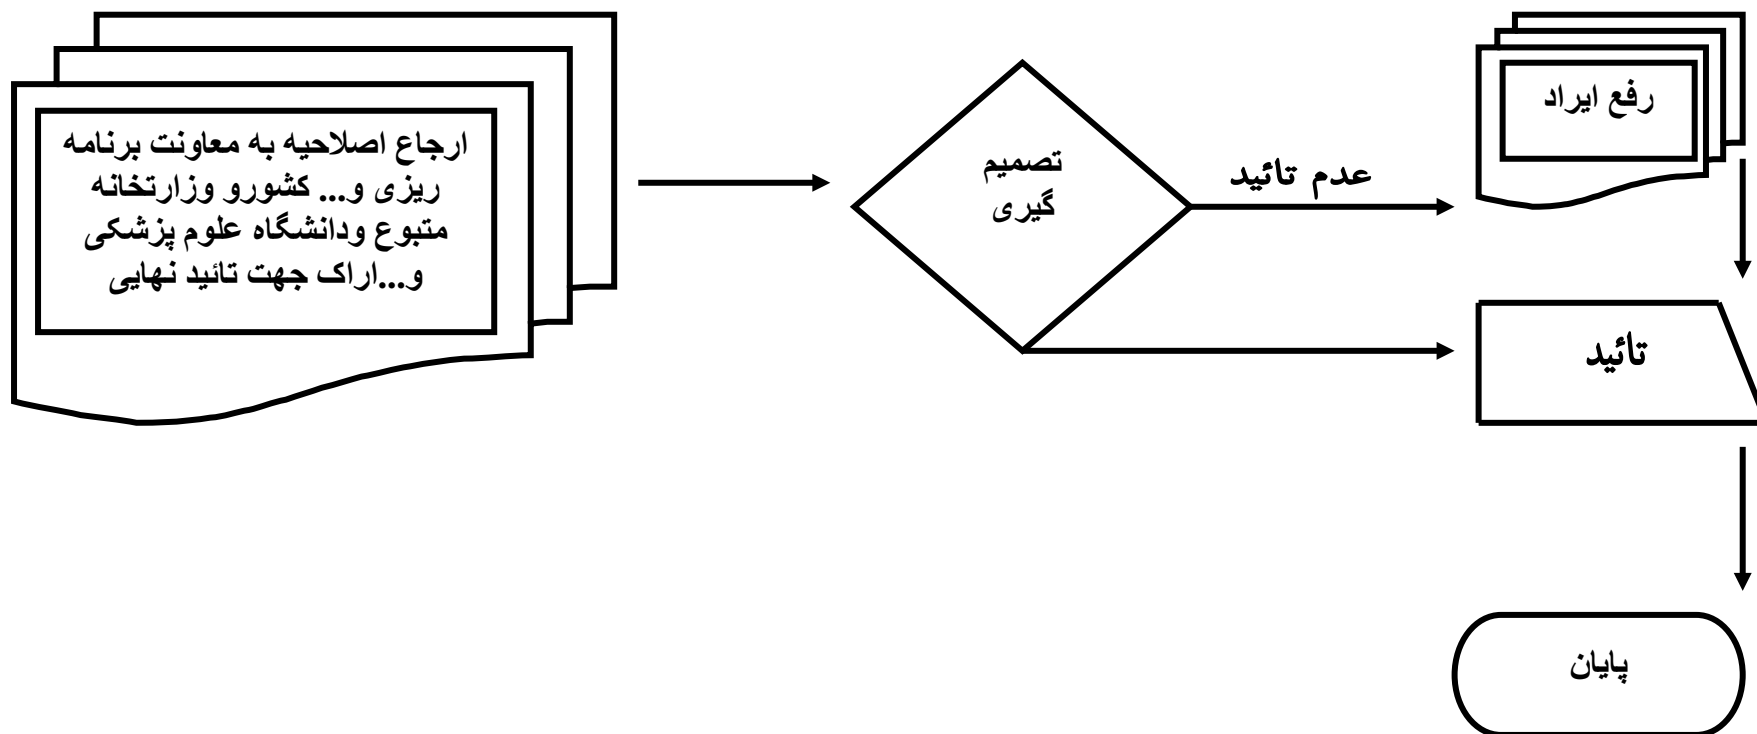 ارجاع اصلاحیه به معاونت برنامه
ریزی و... کشورو وزارتخانه
متبوع ودانشگاه علوم پزشکی
و...اراک جهت تائید نهایی
تصمیم
گیری
عدم تائید
رفع ایراد
تائید
پایان